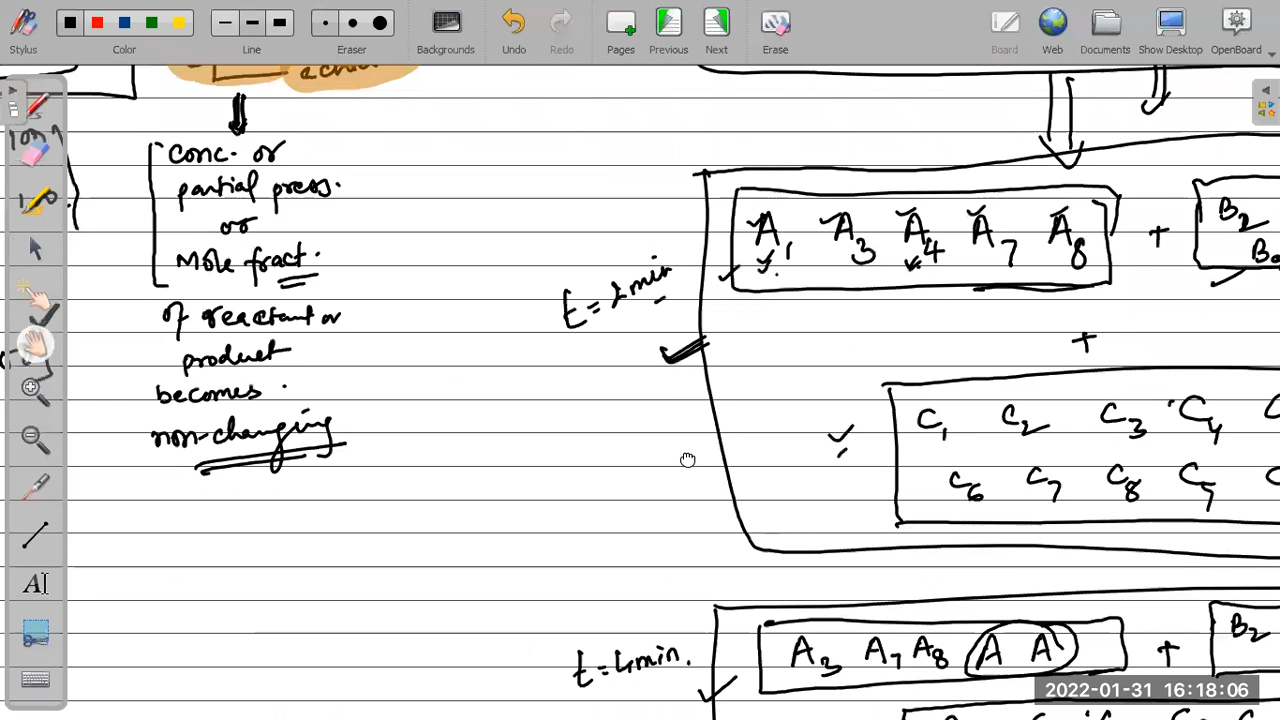 Stylus Color Line Eraser Backgrounds Undo Redo Pages Previous Next Erase Board Web Documents Show Desktop OpenBoard
Conc. or
partial press.
or
Mole fract.
of reactant or
product
becomes
non-changing
t = 2 min
A1 A3 A4 A7 A8 + B2
+
C1 C2 C3 C4
C6 C7 C8 C9
t = 4 min.
A3 A7 A8 A A + B2
2022-01-31 16:18:06